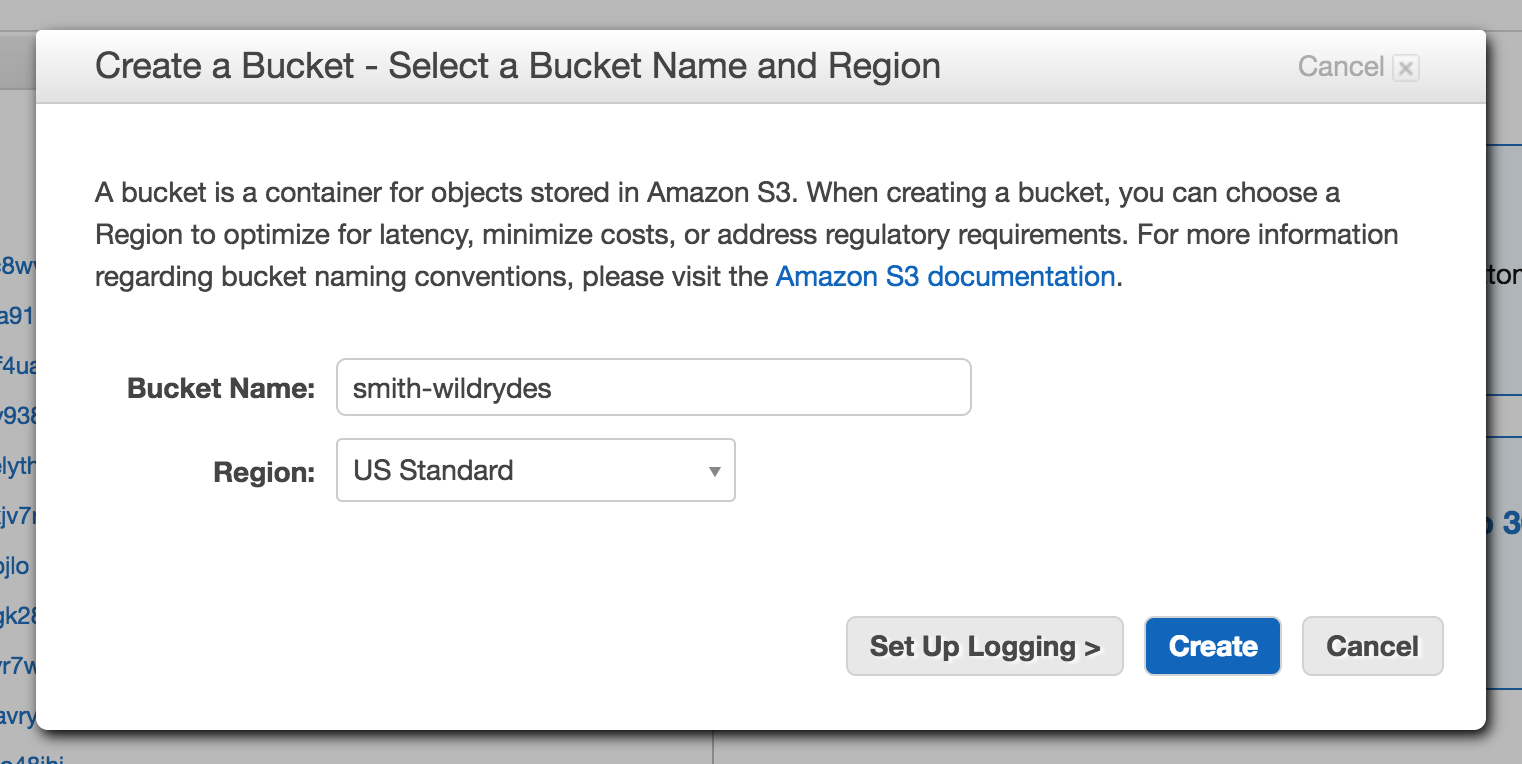 Create a Bucket - Select a Bucket Name and Region
Cancel
A bucket is a container for objects stored in Amazon S3. When creating a bucket, you can choose a
Region to optimize for latency, minimize costs, or address regulatory requirements. For more information
regarding bucket naming conventions, please visit the Amazon S3 documentation.
Bucket Name: smith-wildrydes
Region: US Standard
Set Up Logging > Create Cancel